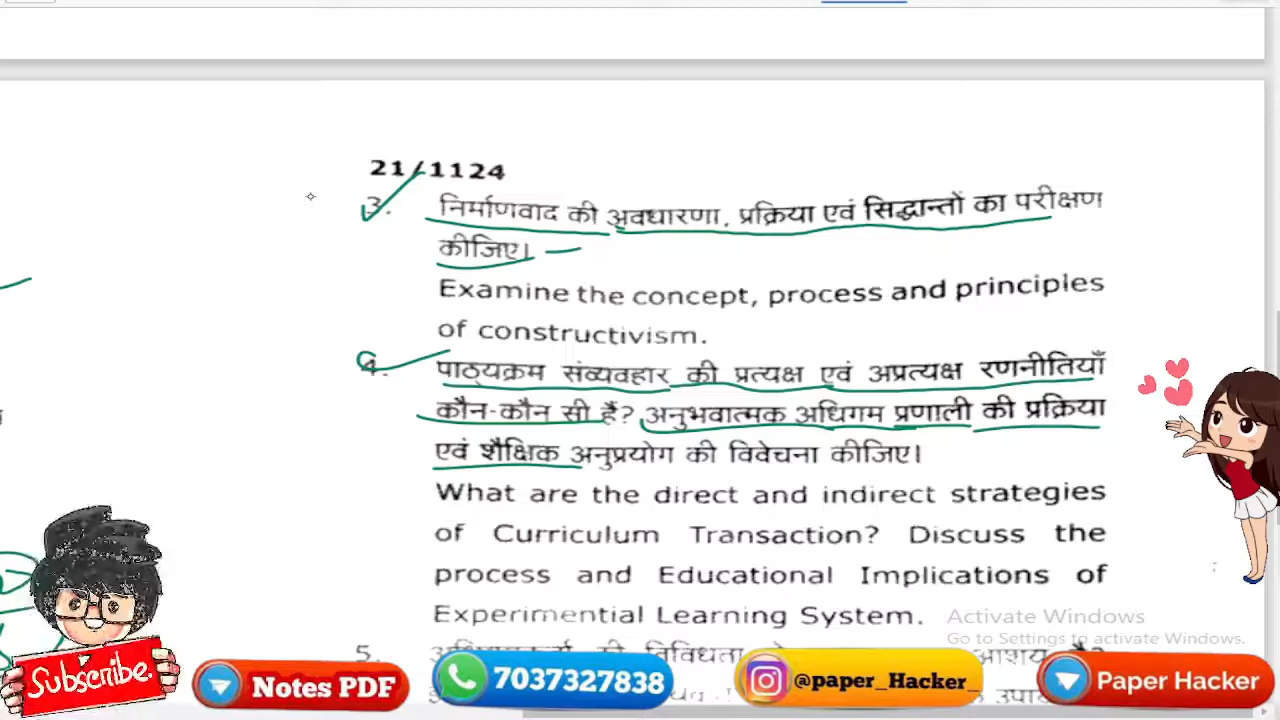 21/1124
3. निर्माणवाद की अवधारणा, प्रक्रिया एवं सिद्धान्तों का परीक्षण
कीजिए।
Examine the concept, process and principles
of constructivism.
4. पाठ्यक्रम संव्यवहार की प्रत्यक्ष एवं अप्रत्यक्ष रणनीतियाँ
कौन-कौन सी हैं? अनुभवात्मक अधिगम प्रणाली की प्रक्रिया
एवं शैक्षिक अनुप्रयोग की विवेचना कीजिए।
What are the direct and indirect strategies
of Curriculum Transaction? Discuss the
process and Educational Implications of
Experimential Learning System.
Activate Windows
Go to Settings to activate Windows.
5. की विविधता आशय
Subscribe
Notes PDF
7037327838
@paper_Hacker_
Paper Hacker